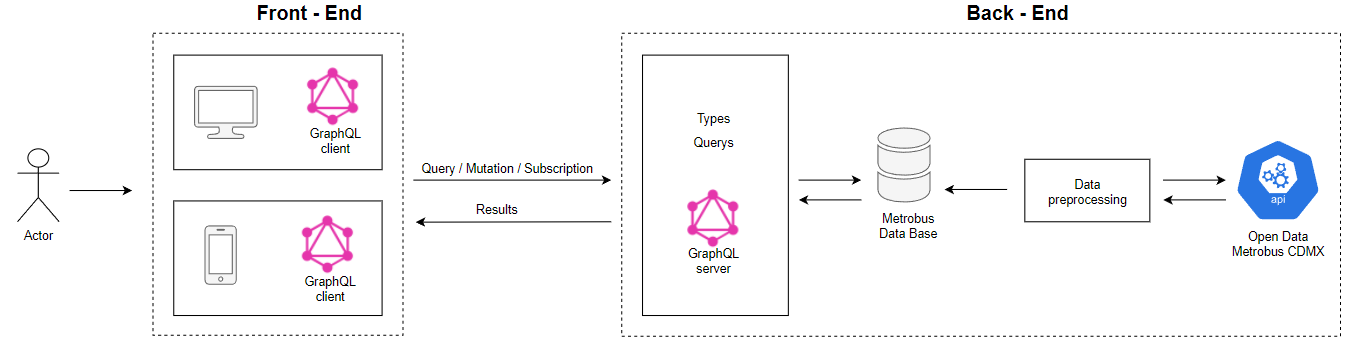 Front - End
Back - End
GraphQL
client
Types
Querys
Query / Mutation / Subscription
Data
preprocessing
api
Actor
Results
Metrobus
Data Base
Open Data
Metrobus CDMX
GraphQL
server
GraphQL
client